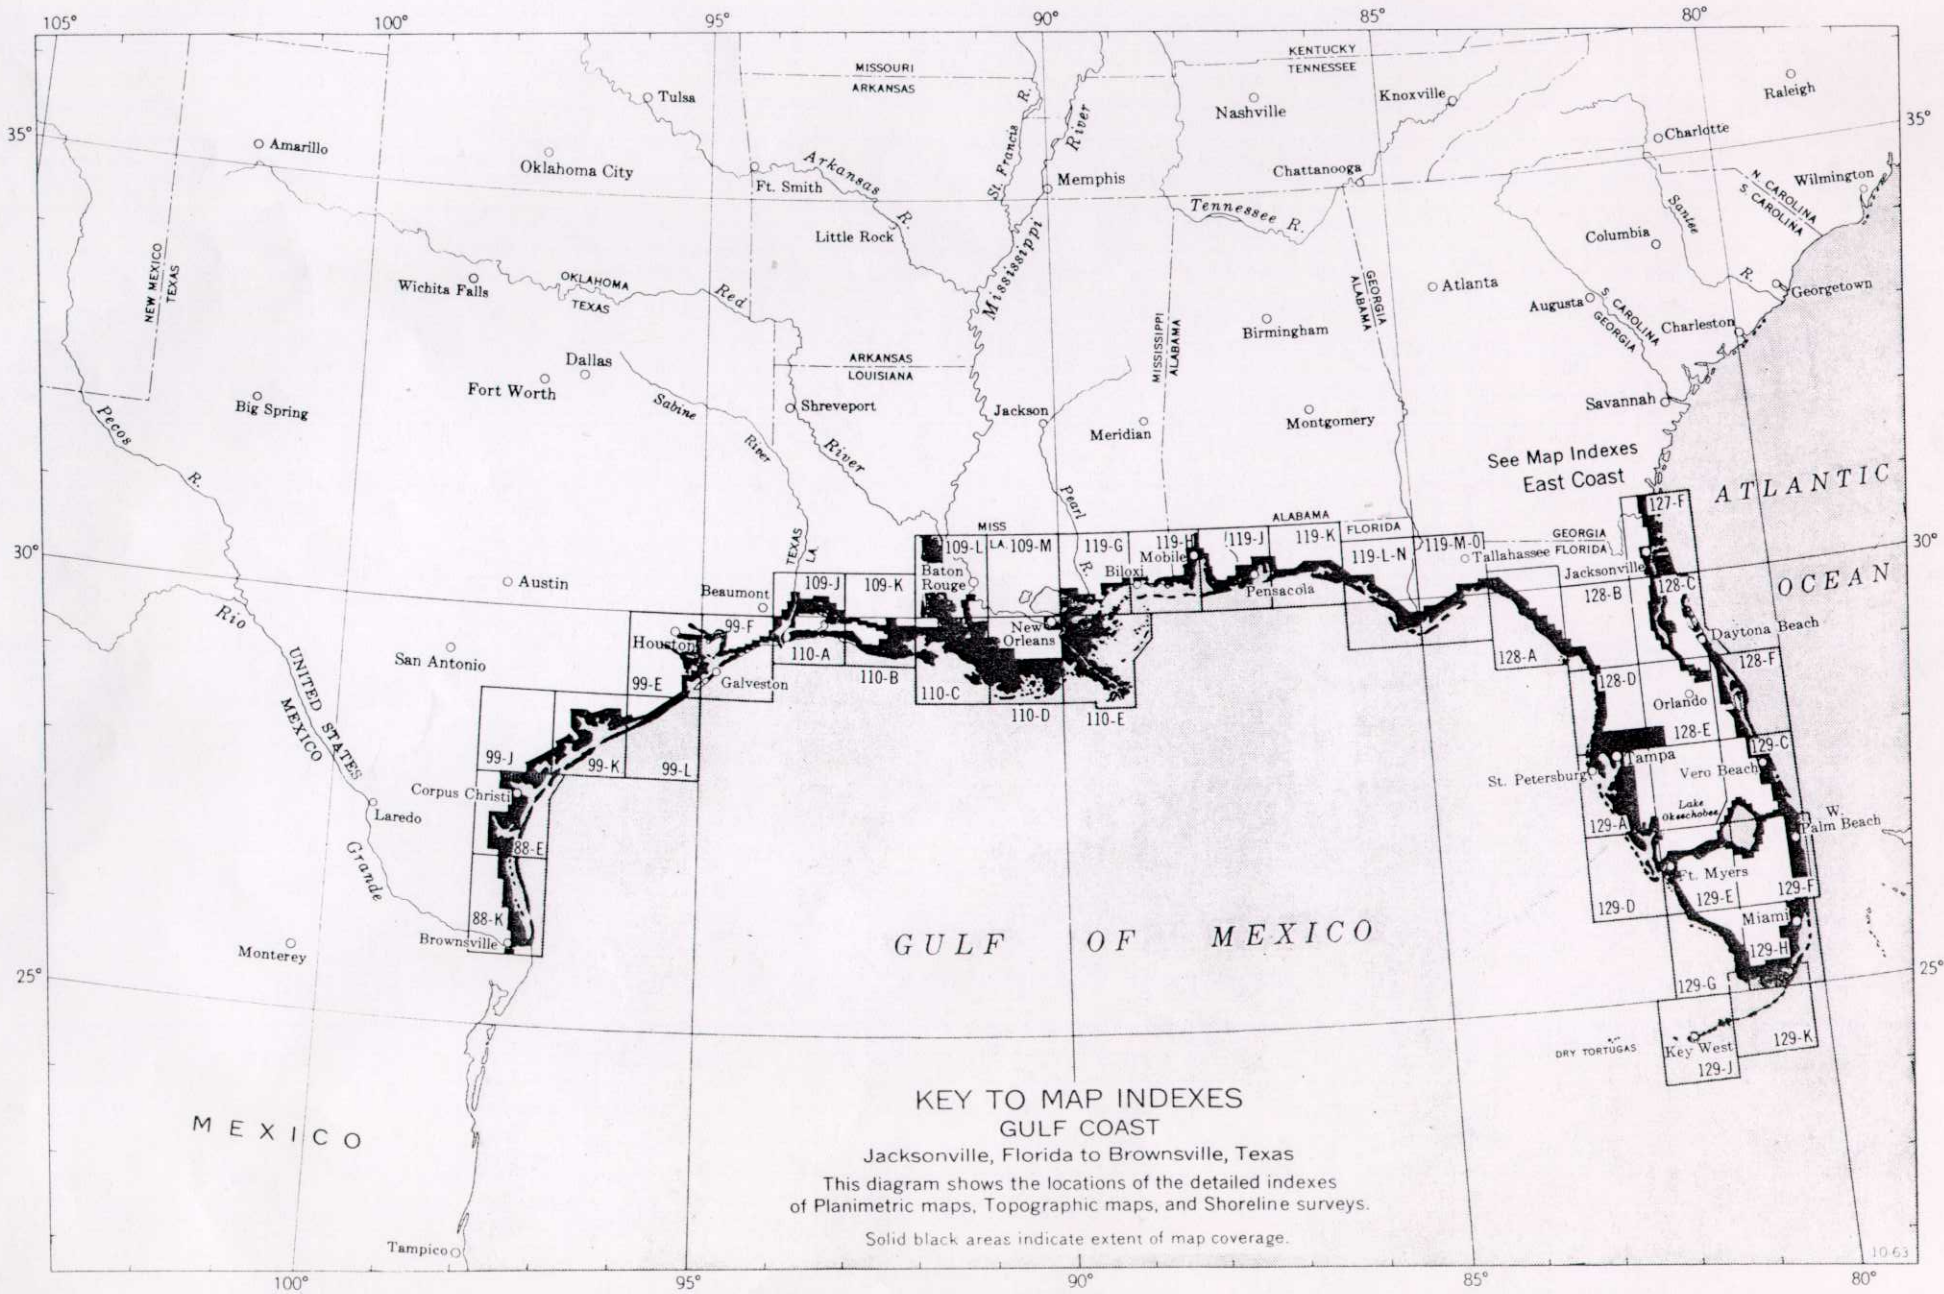 105° 100° 95° 90° 85° 80°
KENTUCKY
TENNESSEE
MISSOURI
ARKANSAS
Tulsa
Nashville
Knoxville
Raleigh
35°
35°
Amarillo
Oklahoma City
Ft. Smith
Arkansas R.
St. Francis R.
Mississippi River
Memphis
Chattanooga
Charlotte
Wilmington
N. CAROLINA
S. CAROLINA
Tennessee R.
Little Rock
Columbia
Santee R.
NEW MEXICO
TEXAS
Wichita Falls
OKLAHOMA
TEXAS
Red River
GEORGIA
ALABAMA
Atlanta
Augusta
S. CAROLINA
GEORGIA
Georgetown
Charleston
Birmingham
MISSISSIPPI
ALABAMA
Dallas
Fort Worth
ARKANSAS
LOUISIANA
Big Spring
Pecos R.
Sabine River
Shreveport
Jackson
Meridian
Montgomery
Savannah
See Map Indexes
East Coast
ATLANTIC
OCEAN
Pearl R.
MISS
LA.
ALABAMA
FLORIDA
GEORGIA
FLORIDA
TEXAS
LA
127-F
30°
30°
109-L
109-M
119-G
119-H
119-J
119-K
119-L-N
119-M-O
Tallahassee
Mobile
Biloxi
Pensacola
Jacksonville
128-B
128-C
Austin
Beaumont
109-J
109-K
Baton
Rouge
Daytona Beach
Rio Grande
San Antonio
Houston
99-F
New
Orleans
99-E
Galveston
110-A
110-B
110-C
110-D
110-E
128-A
128-D
128-F
Orlando
128-E
UNITED STATES
MEXICO
99-J
99-K
99-L
129-C
Tampa
St. Petersburg
Vero Beach
Corpus Christi
Laredo
Lake
Okeechobee
129-A
W.
Palm Beach
88-E
Ft. Myers
129-D
129-E
129-F
88-K
Brownsville
Monterey
Miami
129-H
129-G
GULF OF MEXICO
25°
25°
DRY TORTUGAS
Key West
129-J
129-K
MEXICO
Tampico
KEY TO MAP INDEXES
GULF COAST
Jacksonville, Florida to Brownsville, Texas
This diagram shows the locations of the detailed indexes
of Planimetric maps, Topographic maps, and Shoreline surveys.
Solid black areas indicate extent of map coverage.
10-63
100° 95° 90° 85° 80°